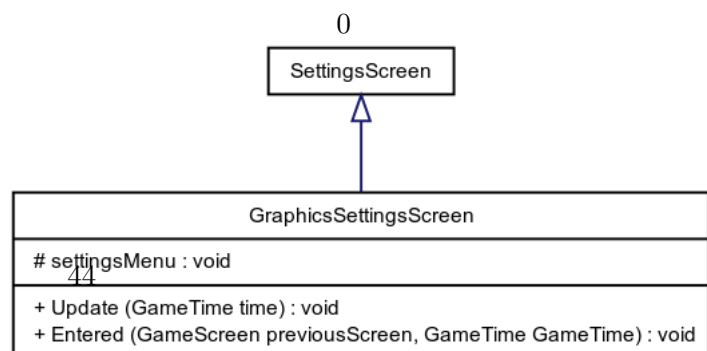 0
SettingsScreen
GraphicsSettingsScreen
# settingsMenu : void
44
+ Update (GameTime time) : void
+ Entered (GameScreen previousScreen, GameTime GameTime) : void